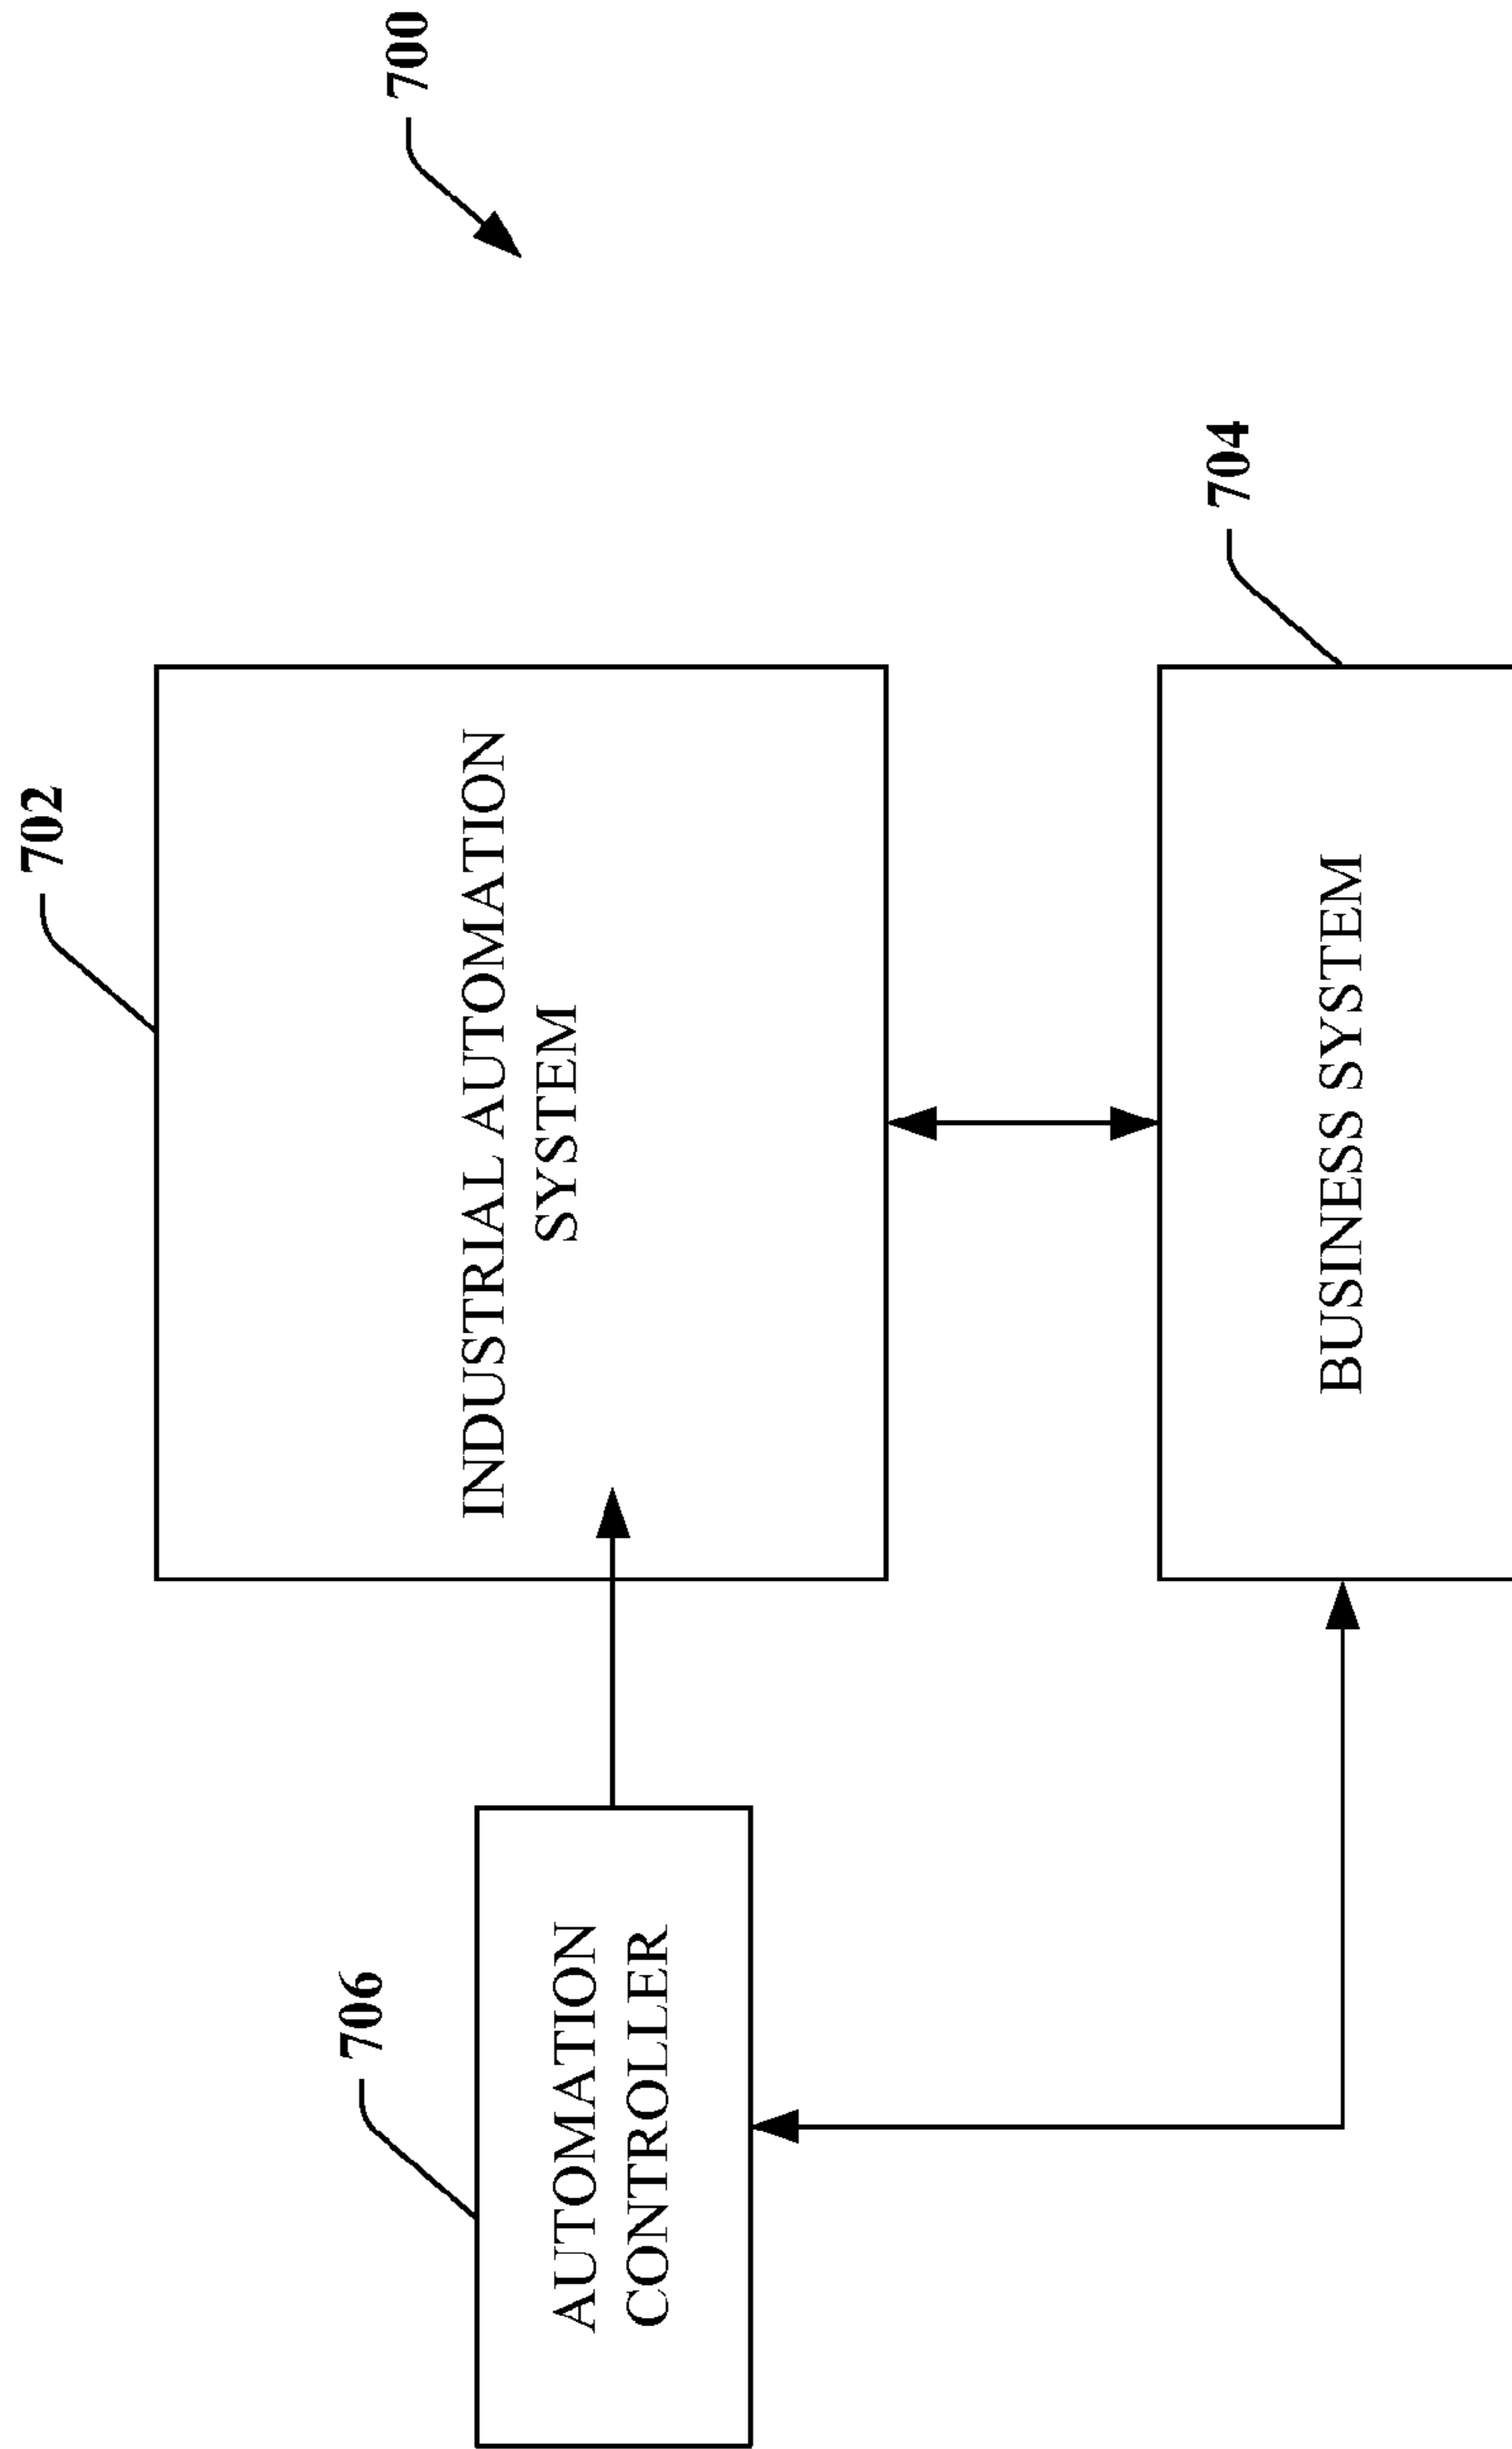 700
702
INDUSTRIAL AUTOMATION
SYSTEM
704
BUSINESS SYSTEM
706
AUTOMATION
CONTROLLER